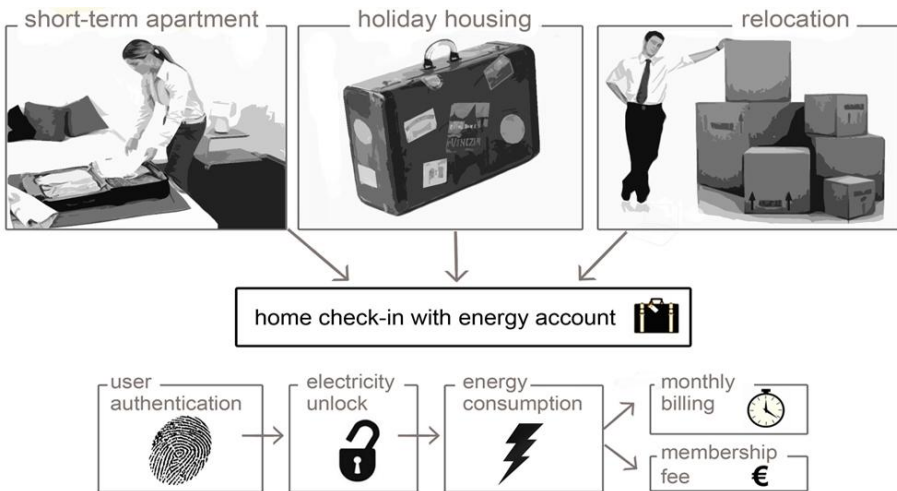 short-term apartment
holiday housing
relocation
home check-in with energy account
user
authentication
electricity
unlock
energy
consumption
monthly
billing
membership
fee €